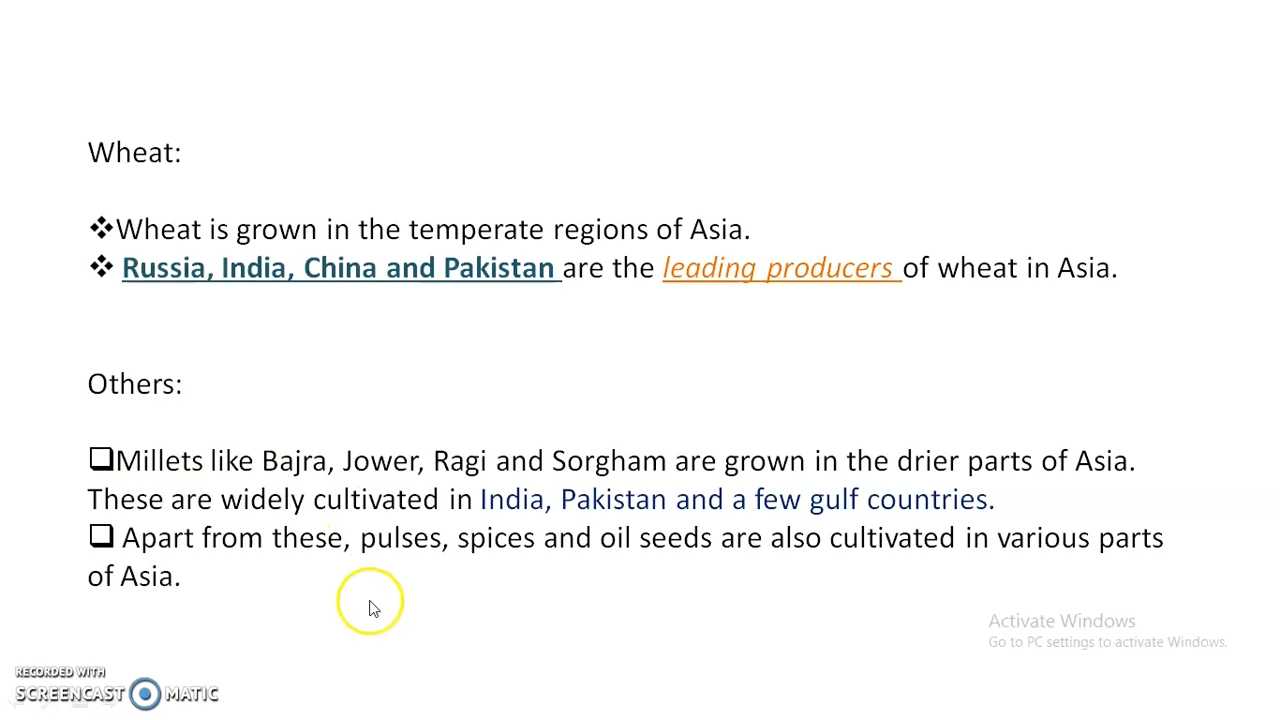 Wheat:
❖Wheat is grown in the temperate regions of Asia.
❖ Russia, India, China and Pakistan are the leading producers of wheat in Asia.
Others:
❑Millets like Bajra, Jower, Ragi and Sorgham are grown in the drier parts of Asia.
These are widely cultivated in India, Pakistan and a few gulf countries.
❑ Apart from these, pulses, spices and oil seeds are also cultivated in various parts
of Asia.
Activate Windows
Go to PC settings to activate Windows.
RECORDED WITH
SCREENCAST MATIC